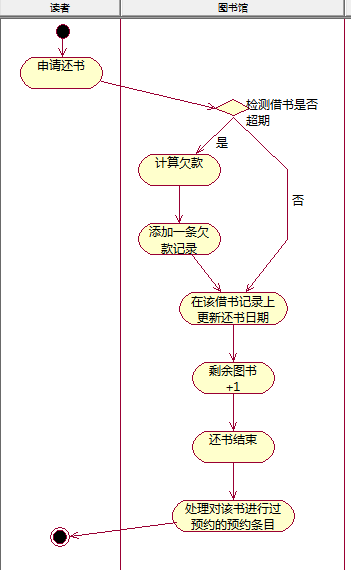 读者
图书馆
申请还书
检测借书是否
超期
是
计算欠款
否
添加一条欠
款记录
在该借书记录上
更新还书日期
剩余图书
+1
还书结束
处理对该书进行过
预约的预约条目